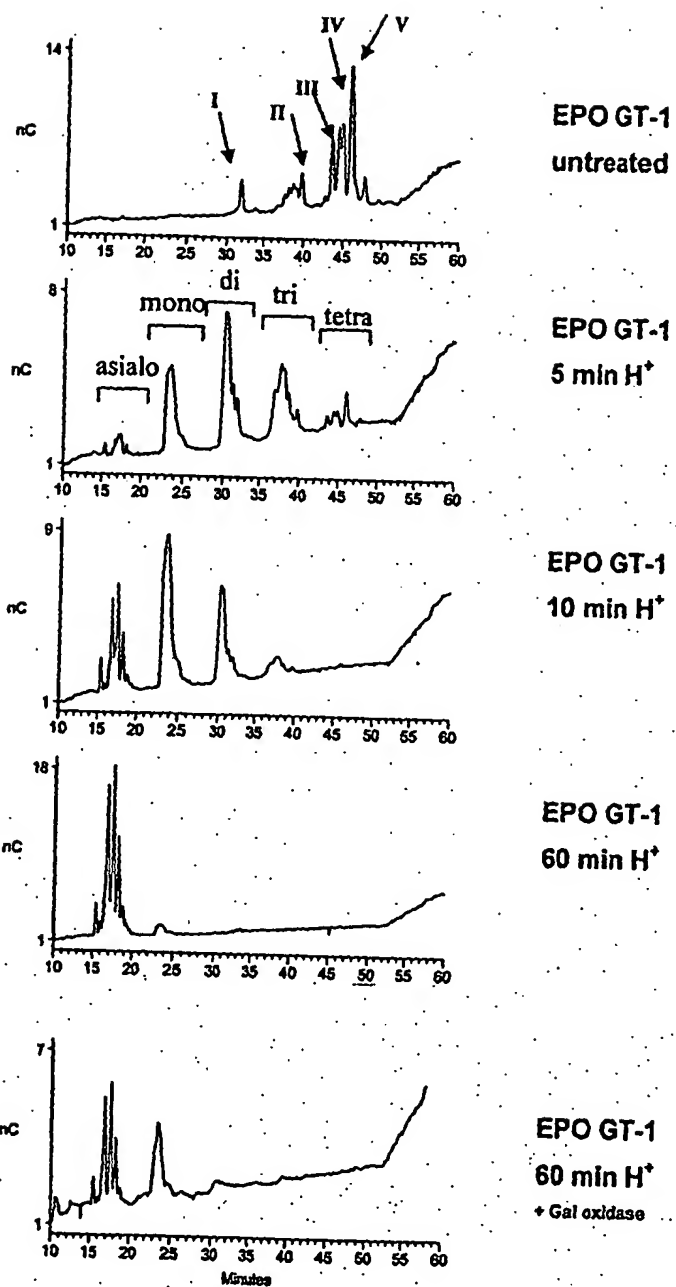 14
nC
1
I
II
III
IV
V
10 15 20 25 30 35 40 45 50 55 60
EPO GT-1
untreated
8
nC
1
asialo
mono
di
tri
tetra
10 15 20 25 30 35 40 45 50 55 60
EPO GT-1
5 min H⁺
9
nC
1
10 15 20 25 30 35 40 45 50 55 60
EPO GT-1
10 min H⁺
18
nC
1
10 15 20 25 30 35 40 45 50 55 60
EPO GT-1
60 min H⁺
7
nC
1
10 15 20 25 30 35 40 45 50 55 60
Minutes
EPO GT-1
60 min H⁺
+ Gal oxidase